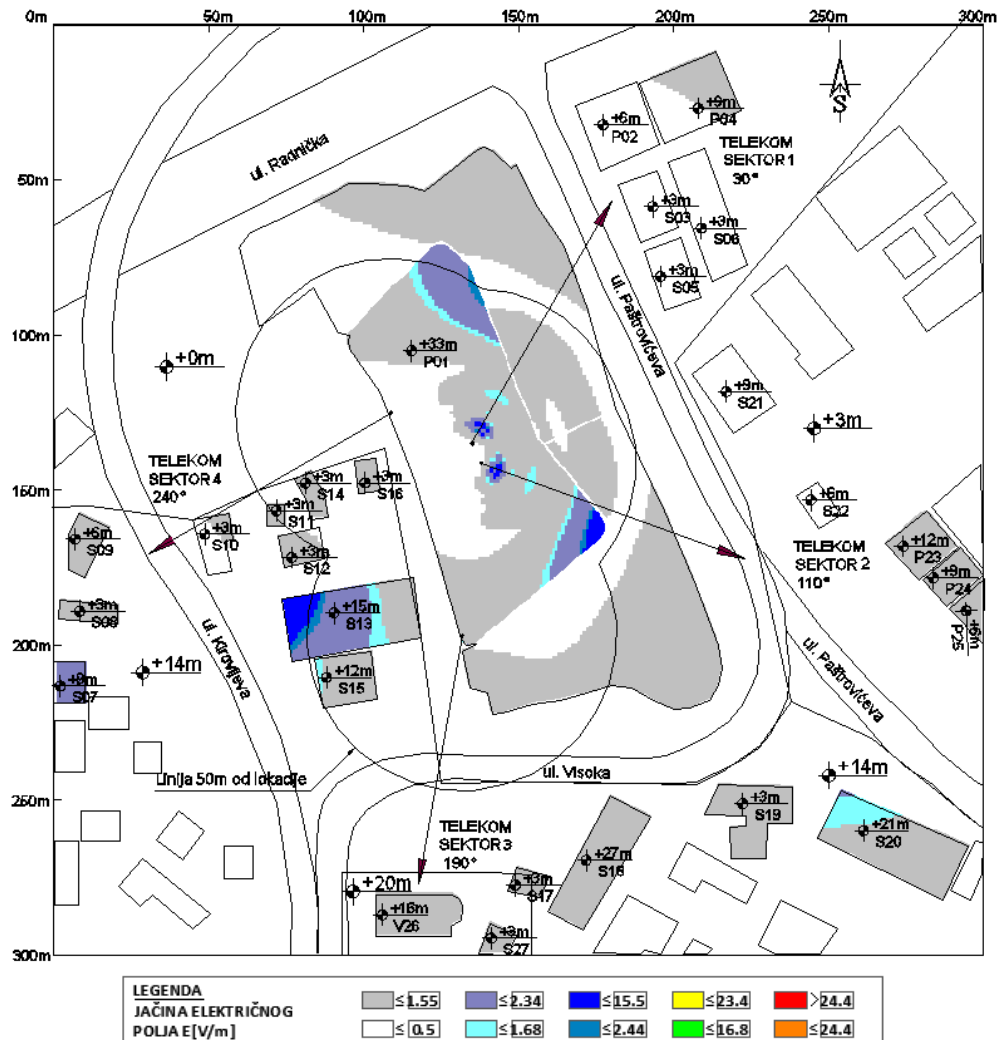 0m
50m
100m
150m
200m
250m
300m
+6m
P02
+9m
P04
TELEKOM
SEKTOR 1
30°
S
ul. Radnička
50m
+3m
S03
+3m
S06
+3m
S05
ul. Paštrovićeva
100m
+33m
P01
+0m
+9m
S21
+3m
TELEKOM
SEKTOR 4
240°
150m
+3m
S14
+3m
S16
+3m
S11
+3m
S10
+3m
S12
+6m
S09
+6m
S22
+12m
P23
+9m
P24
+6m
P25
TELEKOM
SEKTOR 2
110°
+3m
S08
+15m
S13
200m
ul. Kirovljeva
+14m
+12m
S15
+9m
S07
ul. Paštrovićeva
Linija 50m od lokacije
ul. Visoka
+14m
250m
+3m
S19
+21m
S20
TELEKOM
SEKTOR 3
190°
+27m
S18
+20m
+3m
S17
+16m
V26
+3m
S27
300m
LEGENDA
JAČINA ELEKTRIČNOG
POLJA E[V/m]
≤1.55
≤2.34
≤15.5
≤23.4
>24.4
≤0.5
≤1.68
≤2.44
≤16.8
≤24.4